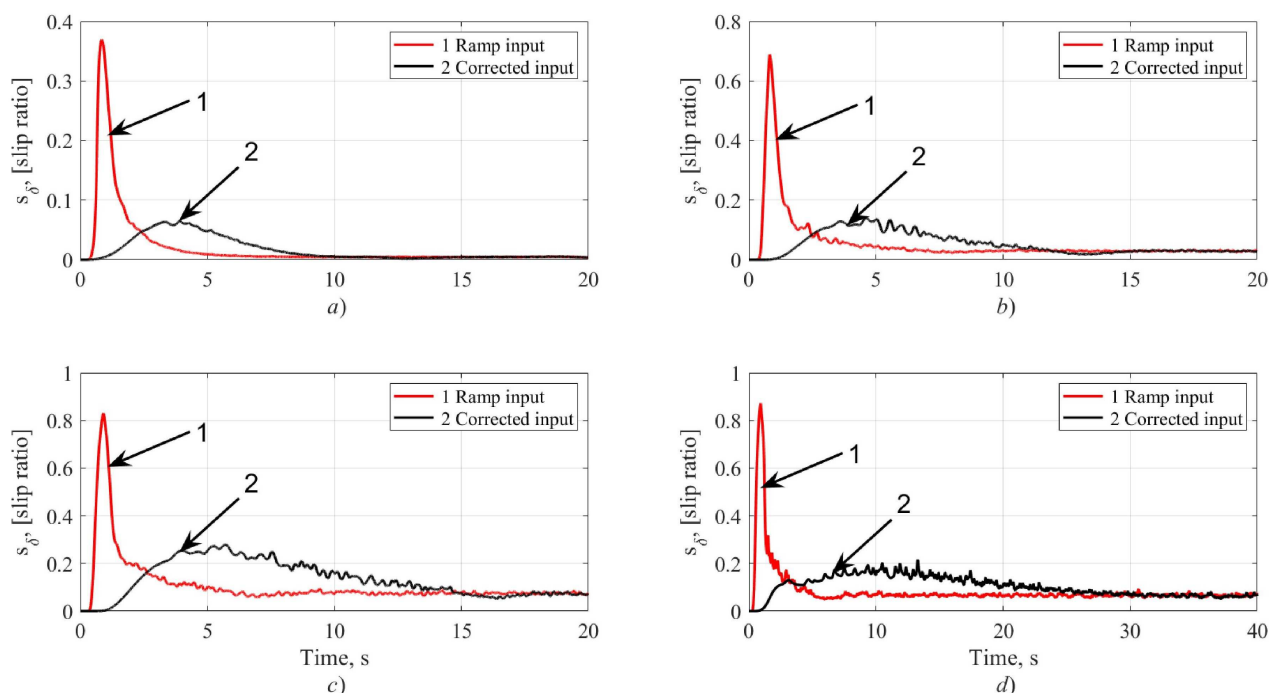 0.4
0.3
0.2
0.1
0
s_δ, [slip ratio]
1 Ramp input
2 Corrected input
1
2
0 5 10 15 20
a)
0.8
0.6
0.4
0.2
0
s_δ, [slip ratio]
1 Ramp input
2 Corrected input
1
2
0 5 10 15 20
b)
1
0.8
0.6
0.4
0.2
0
s_δ, [slip ratio]
1 Ramp input
2 Corrected input
1
2
0 5 10 15 20
Time, s
c)
1
0.8
0.6
0.4
0.2
0
s_δ, [slip ratio]
1 Ramp input
2 Corrected input
1
2
0 10 20 30 40
Time, s
d)